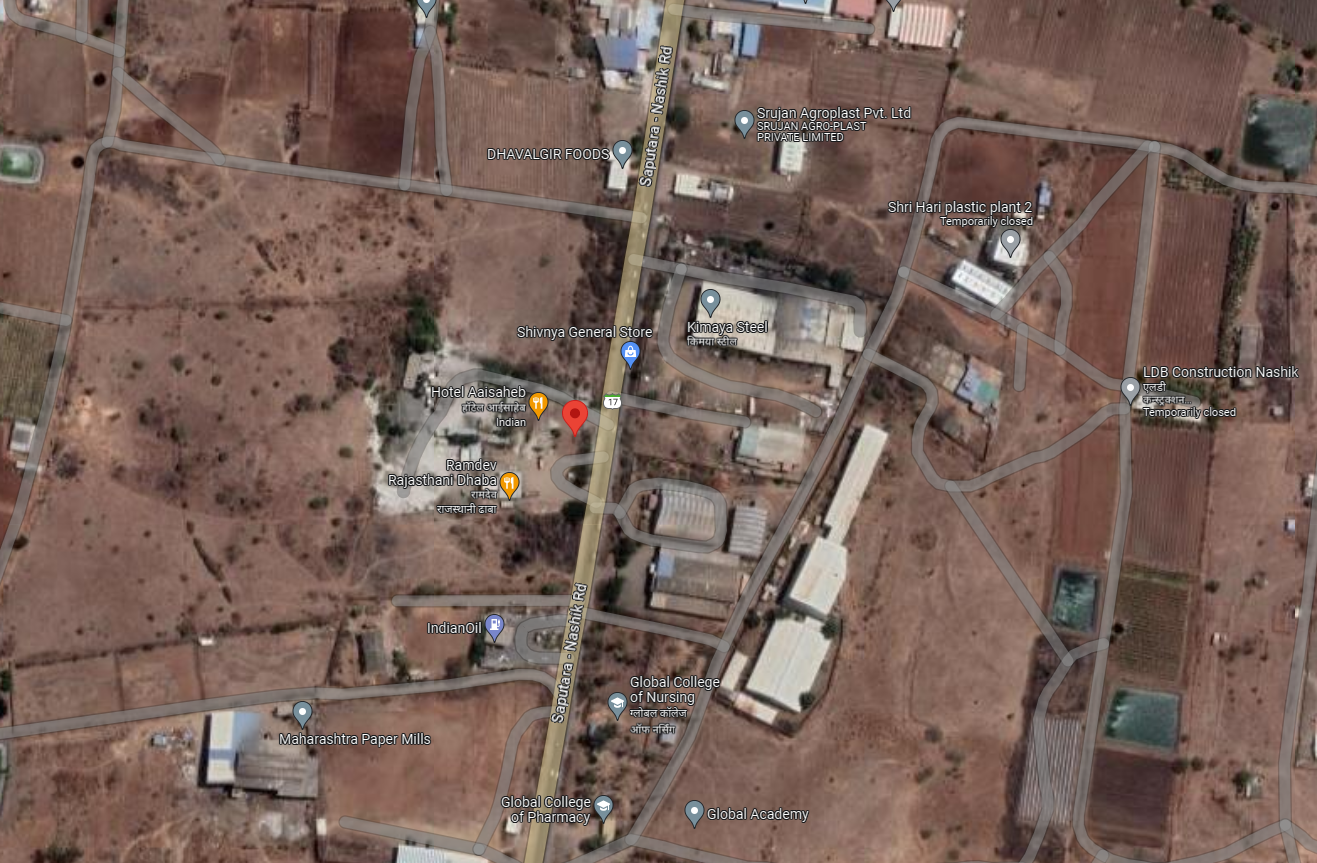 Saputara - Nashik Rd
Srujan Agroplast Pvt. Ltd
SRUJAN AGRO-PLAST
PRIVATE LIMITED
DHAVALGIR FOODS
Shri Hari plastic plant 2
Temporarily closed
Kimaya Steel
किमया स्टील
Shivnya General Store
LDB Construction Nashik
एलडी
कन्स्ट्रक्शन...
Temporarily closed
Hotel Aaisaheb
हॉटेल आईसाहेब
Indian
17
Ramdev
Rajasthani Dhaba
रामदेव
राजस्थानी ढाबा
IndianOil
Saputara - Nashik Rd
Global College
of Nursing
ग्लोबल कॉलेज
ऑफ नर्सिंग
Maharashtra Paper Mills
Global College
of Pharmacy
Global Academy